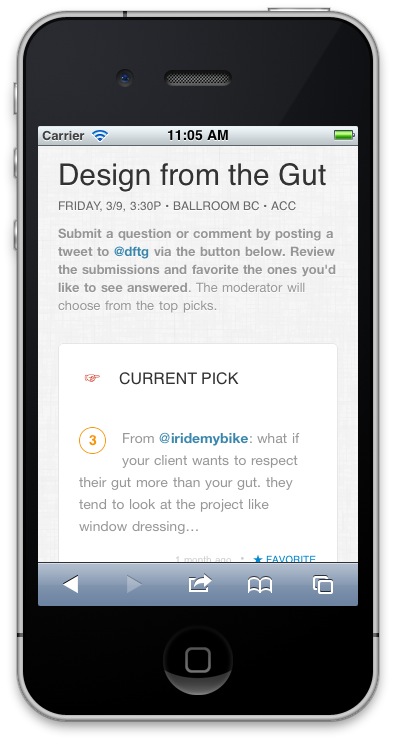 Carrier 11:05 AM
Design from the Gut
FRIDAY, 3/9, 3:30P • BALLROOM BC • ACC
Submit a question or comment by posting a
tweet to @dftg via the button below. Review
the submissions and favorite the ones you'd
like to see answered. The moderator will
choose from the top picks.
☞ CURRENT PICK
3 From @iridemybike: what if
your client wants to respect
their gut more than your gut. they
tend to look at the project like
window dressing...
1 month ago • ★ FAVORITE